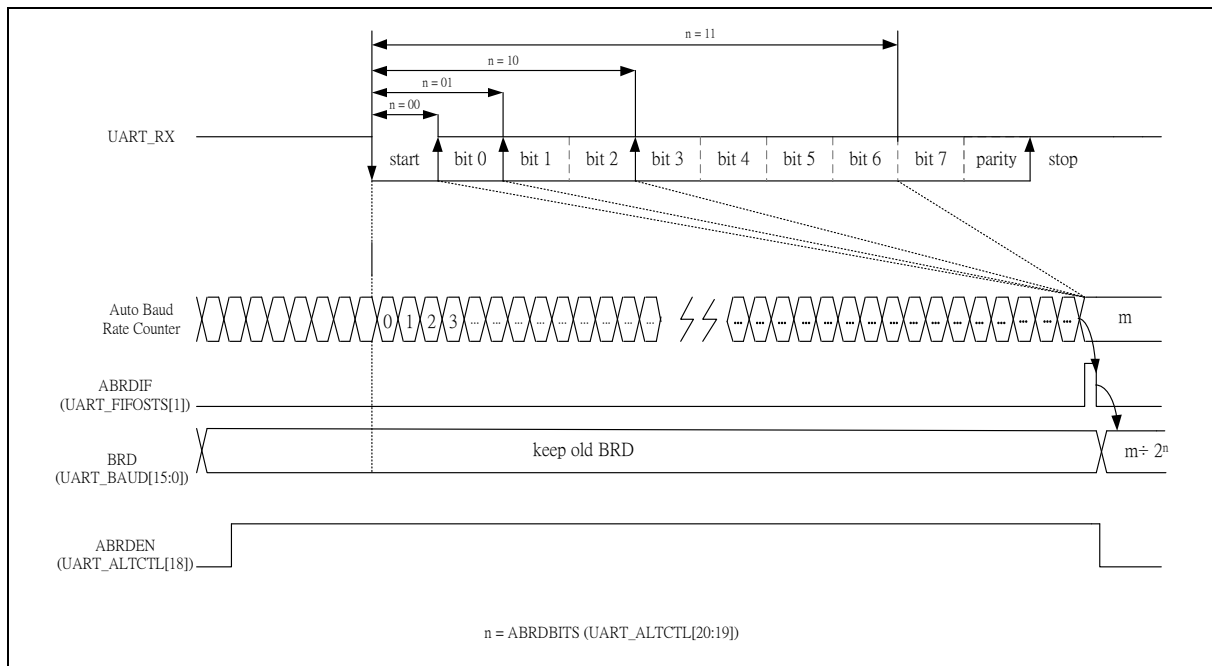 n = 11
n = 10
n = 01
n = 00
UART_RX
start bit 0 bit 1 bit 2 bit 3 bit 4 bit 5 bit 6 bit 7 parity stop
Auto Baud
Rate Counter
0 1 2 3 ... ... ... ... ... ... ... ... ... ... ... ... ... ... ... ... ... ... ... ... ... ... m
ABRDIF
(UART_FIFOSTS[1])
BRD
(UART_BAUD[15:0])
keep old BRD
m÷ 2ⁿ
ABRDEN
(UART_ALTCTL[18])
n = ABRDBITS (UART_ALTCTL[20:19])